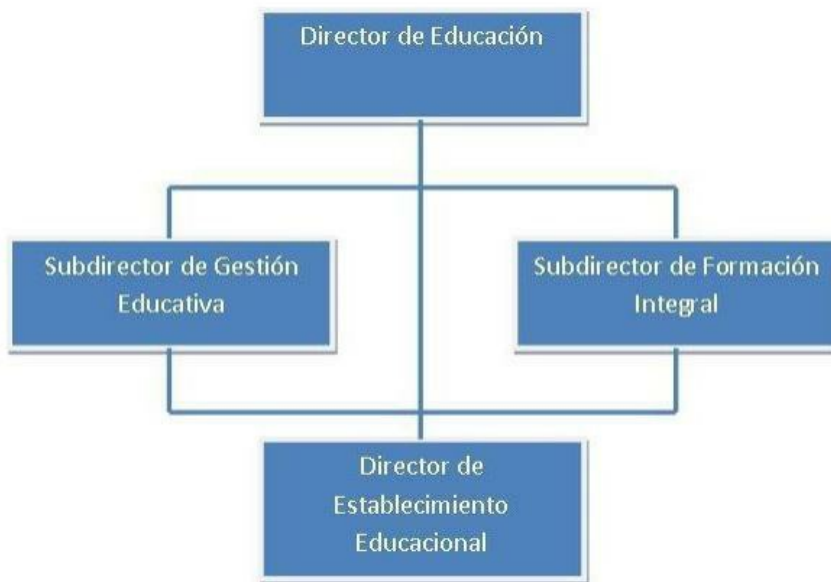 Director de Educación
Subdirector de Gestión
Educativa
Subdirector de Formación
Integral
Director de
Establecimiento
Educacional